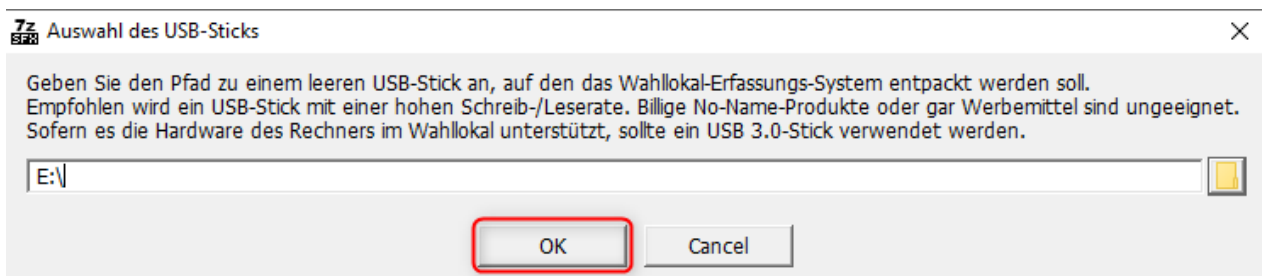 7z SFX Auswahl des USB-Sticks
Geben Sie den Pfad zu einem leeren USB-Stick an, auf den das Wahllokal-Erfassungs-System entpackt werden soll.
Empfohlen wird ein USB-Stick mit einer hohen Schreib-/Leserate. Billige No-Name-Produkte oder gar Werbemittel sind ungeeignet.
Sofern es die Hardware des Rechners im Wahllokal unterstützt, sollte ein USB 3.0-Stick verwendet werden.
E:\
OK Cancel